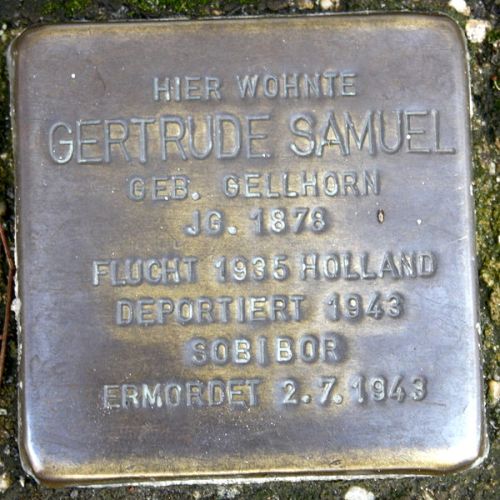 HIER WOHNTE
GERTRUDE SAMUEL
GEB. GELLHORN
JG. 1878
FLUCHT 1935 HOLLAND
DEPORTIERT 1943
SOBIBOR
ERMORDET 2.7.1943